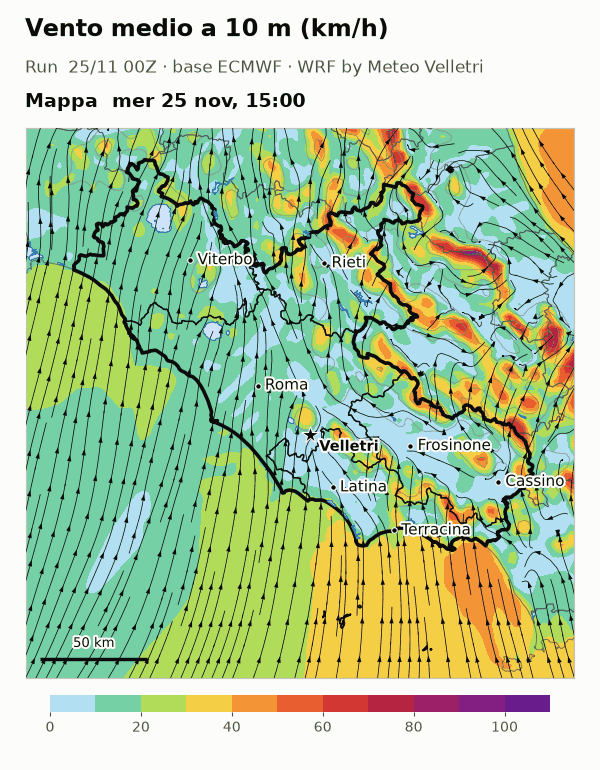 Vento medio a 10 m (km/h)
Run  25/11 00Z · base ECMWF · WRF by Meteo Velletri
Mappa  mer 25 nov, 15:00
Viterbo
Rieti
Roma
Velletri
Frosinone
Latina
Cassino
Terracina
50 km
0 20 40 60 80 100